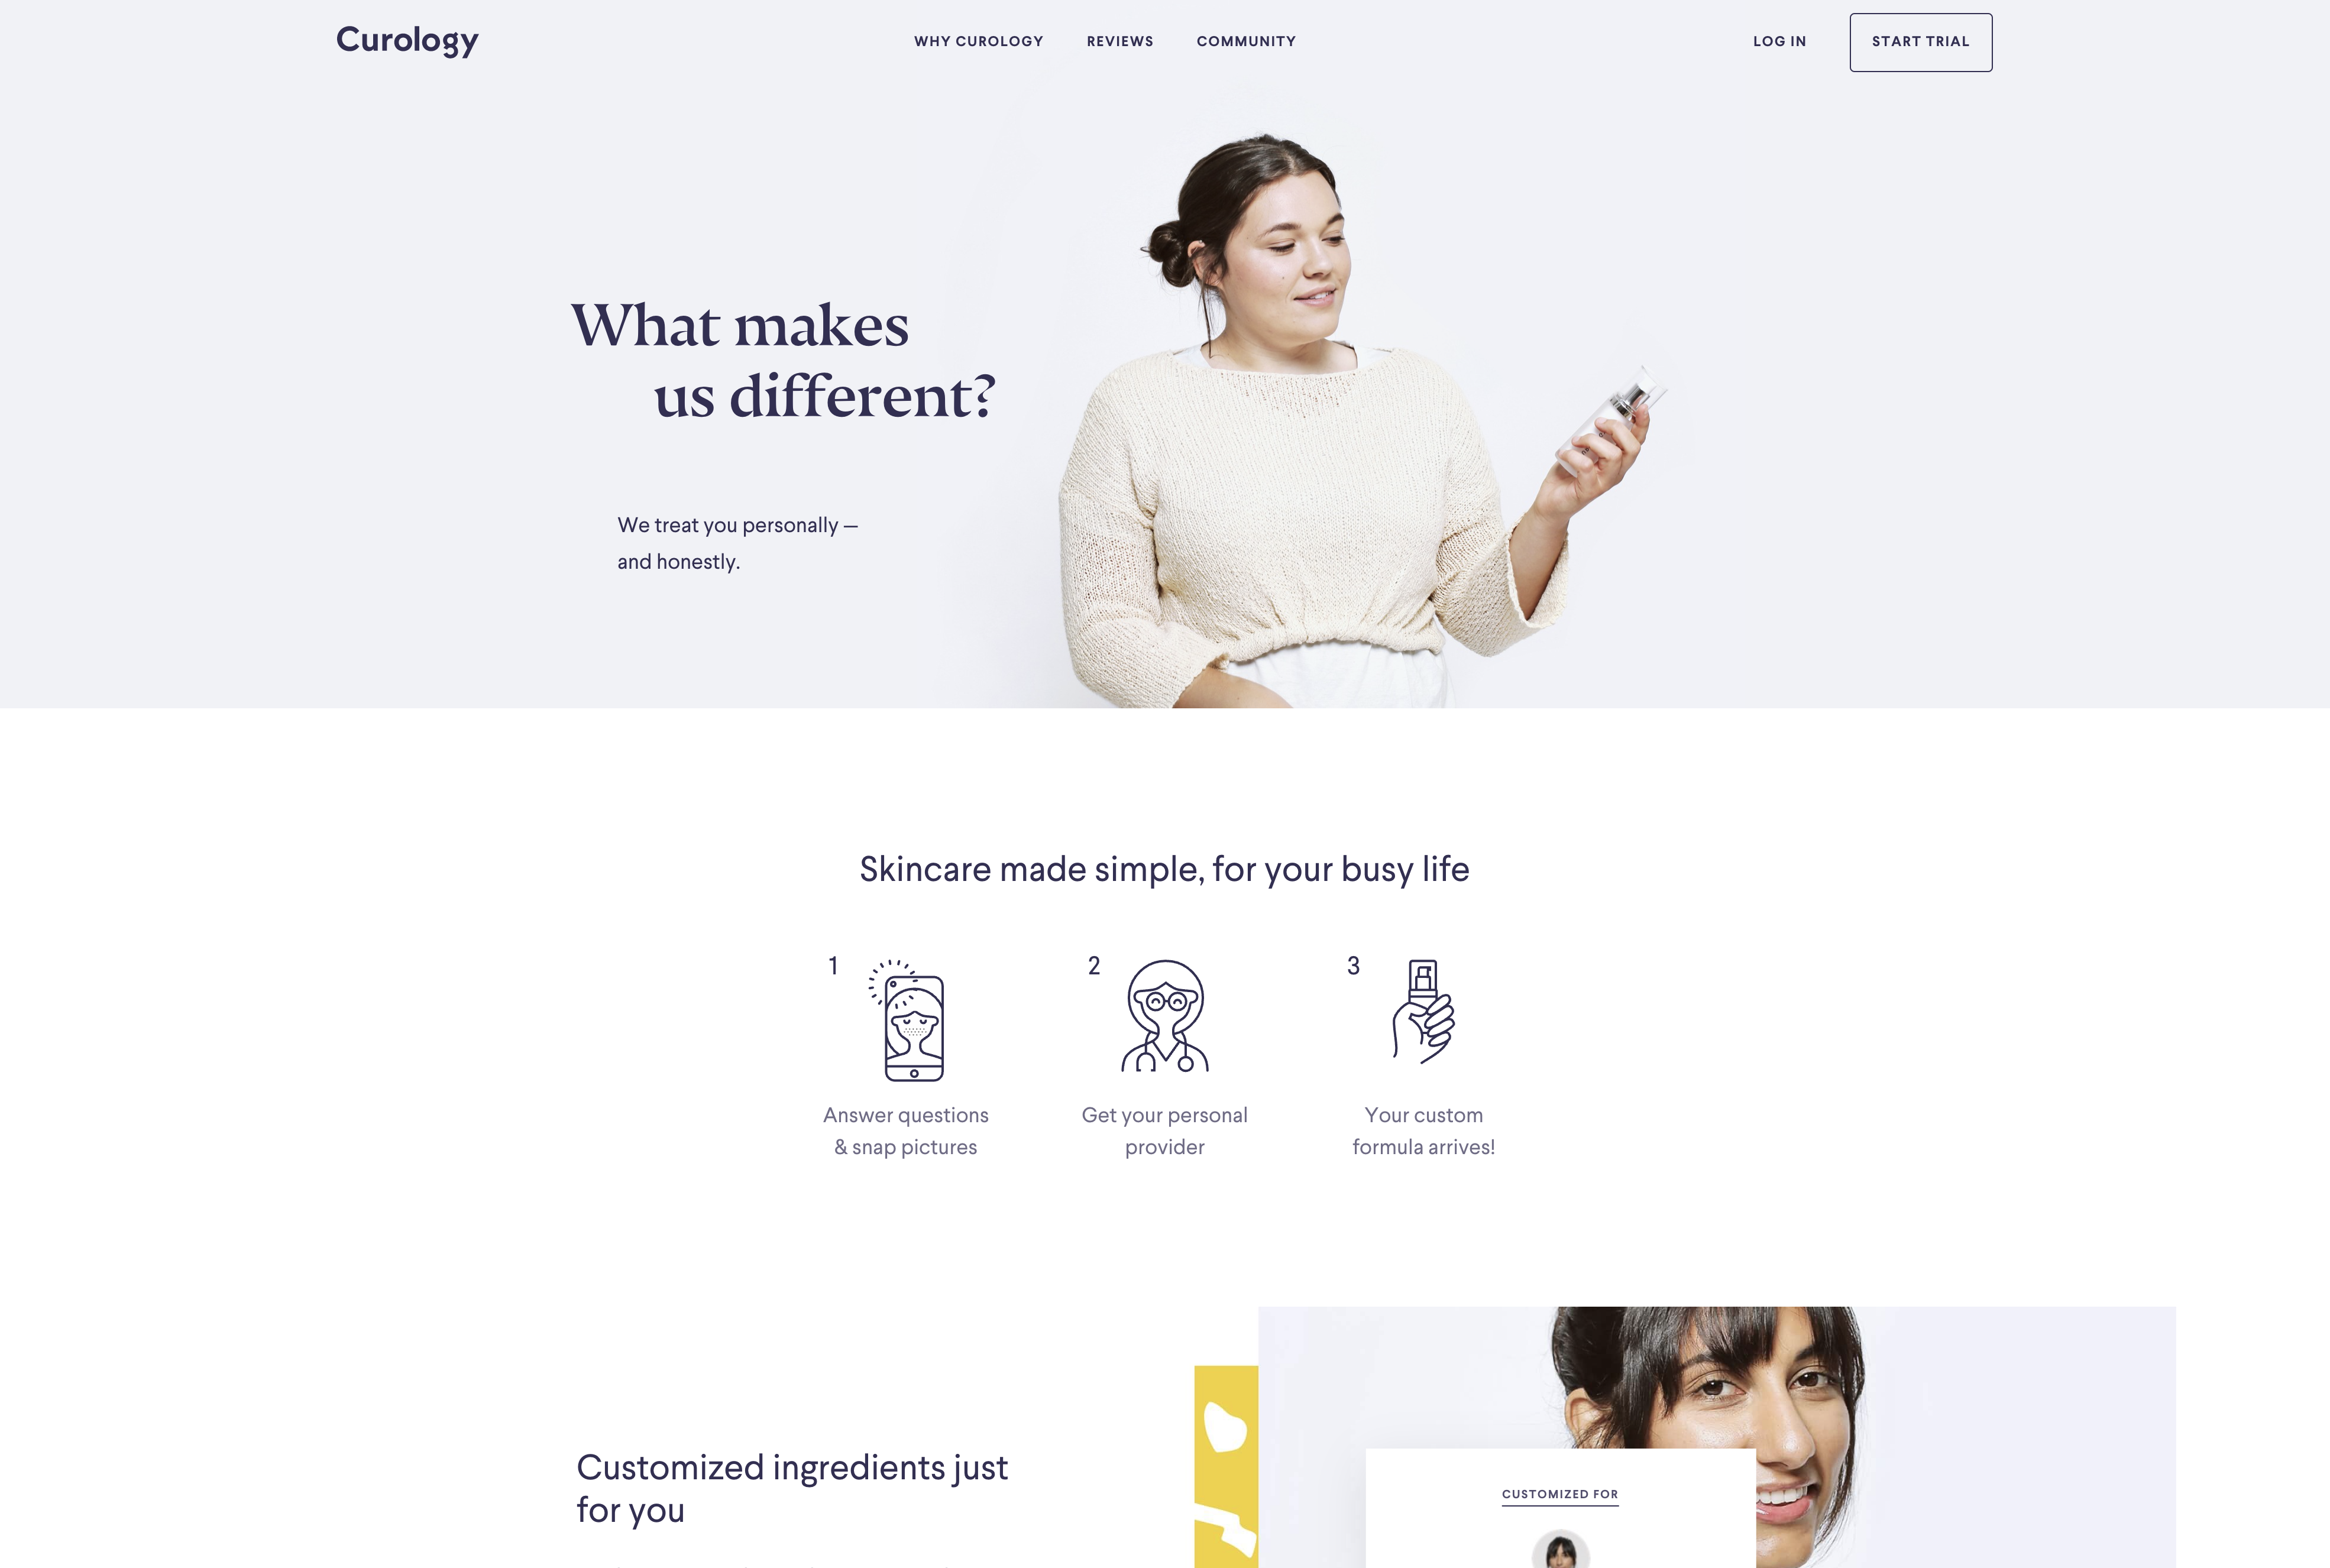 Curology
WHY CUROLOGY
REVIEWS
COMMUNITY
LOG IN
START TRIAL
What makes
us different?
We treat you personally —
and honestly.
Skincare made simple, for your busy life
1
Answer questions
& snap pictures
2
Get your personal
provider
3
Your custom
formula arrives!
Customized ingredients just
for you
CUSTOMIZED FOR